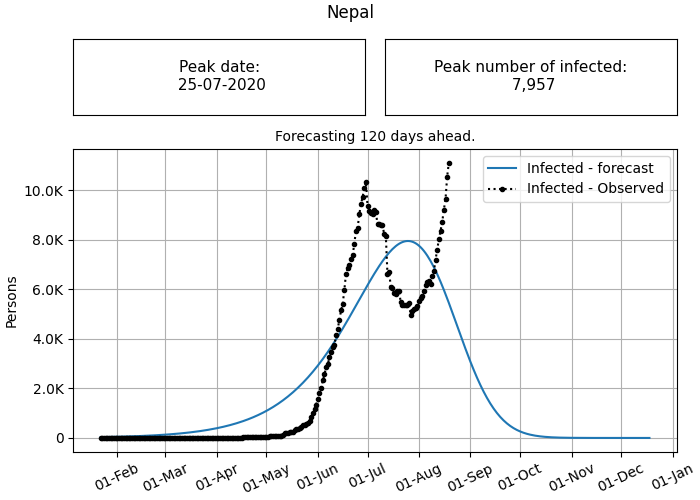 Nepal
Peak date:
25-07-2020
Peak number of infected:
7,957
Forecasting 120 days ahead.
Infected - forecast
Infected - Observed
Persons
10.0K
8.0K
6.0K
4.0K
2.0K
0
01-Feb
01-Mar
01-Apr
01-May
01-Jun
01-Jul
01-Aug
01-Sep
01-Oct
01-Nov
01-Dec
01-Jan